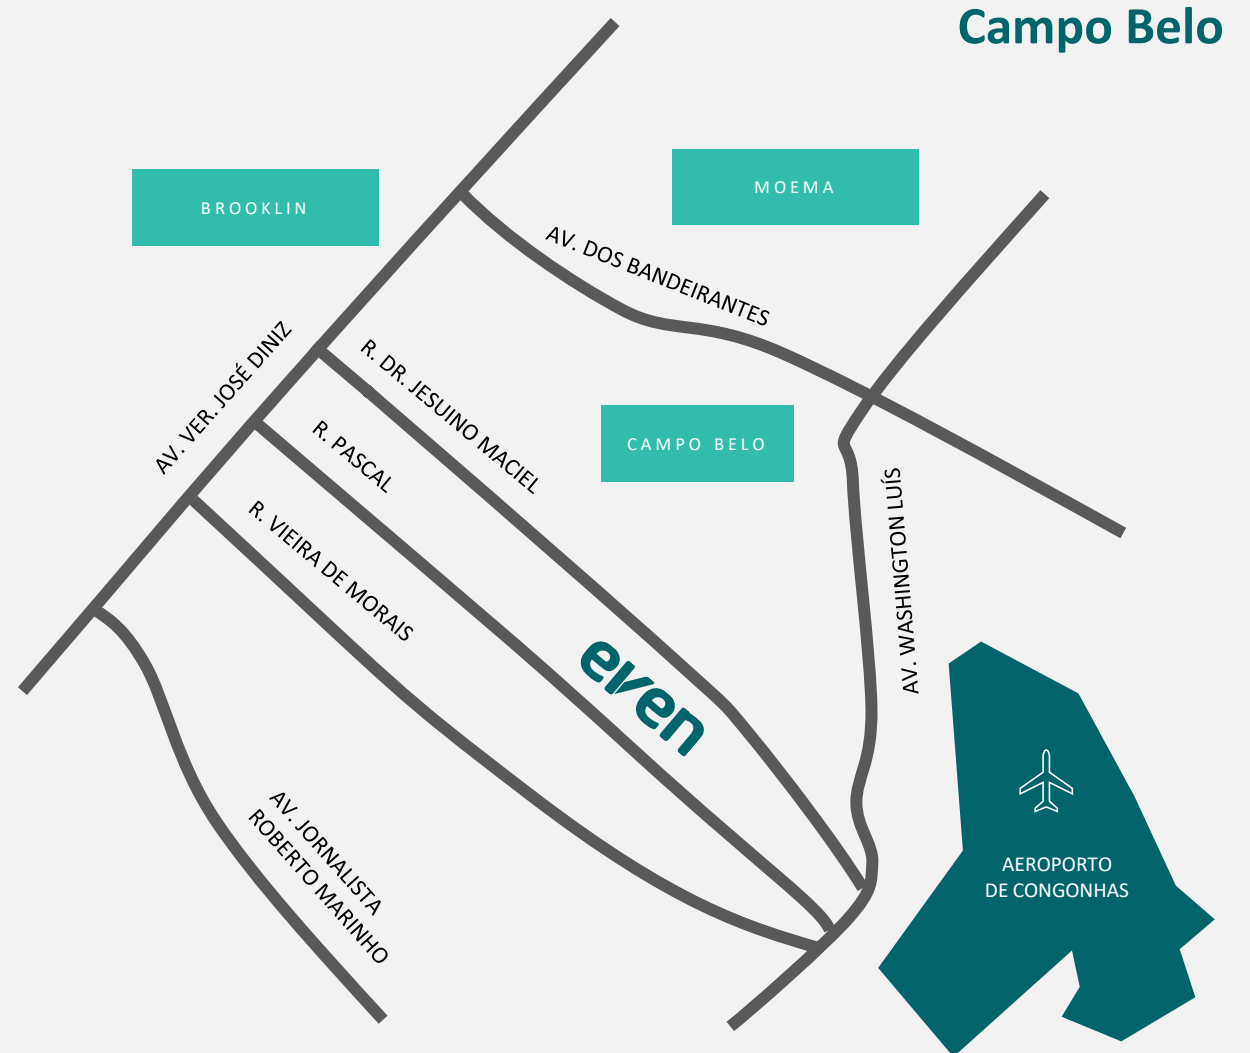 Campo Belo
MOEMA
BROOKLIN
AV. DOS BANDEIRANTES
AV. VER. JOSÉ DINIZ
R. DR. JESUINO MACIEL
R. PASCAL
CAMPO BELO
AV. WASHINGTON LUÍS
R. VIEIRA DE MORAIS
even
AV. JORNALISTA
ROBERTO MARINHO
AEROPORTO
DE CONGONHAS